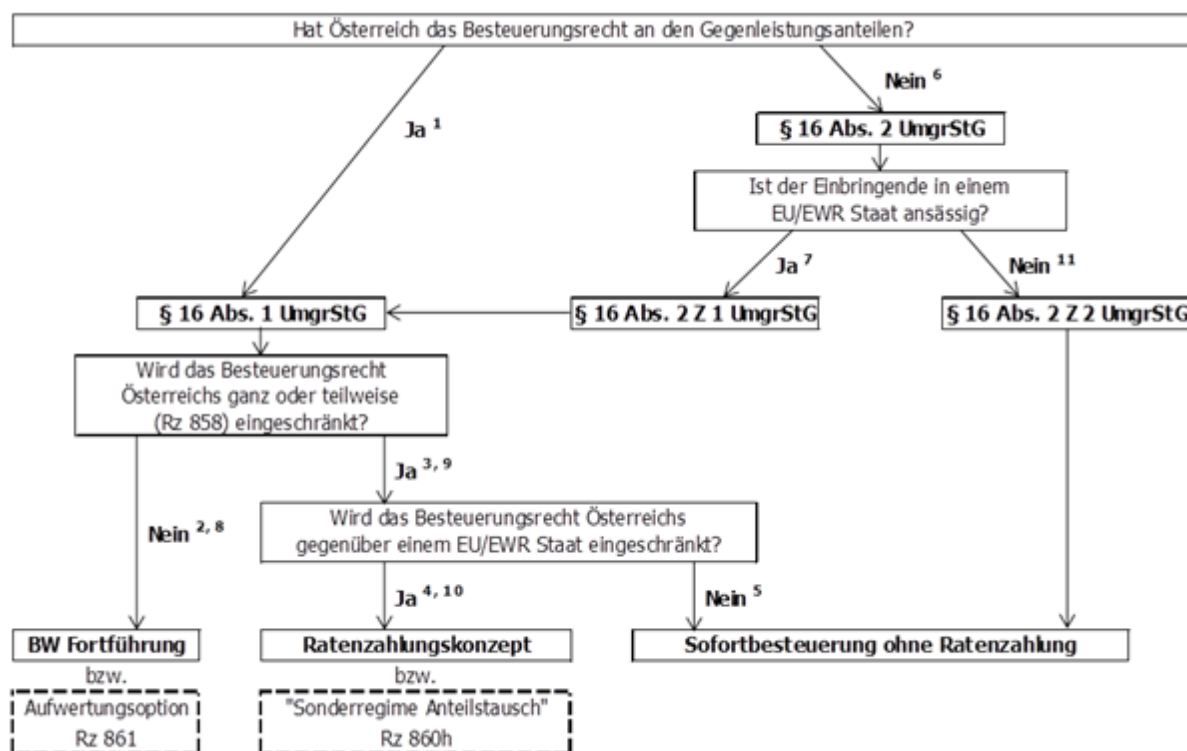 Hat Österreich das Besteuerungsrecht an den Gegenleistungsanteilen?
Nein 6
Ja 1
§ 16 Abs. 2 UmgrStG
Ist der Einbringende in einem
EU/EWR Staat ansässig?
Ja 7
Nein 11
§ 16 Abs. 1 UmgrStG
§ 16 Abs. 2 Z 1 UmgrStG
§ 16 Abs. 2 Z 2 UmgrStG
Wird das Besteuerungsrecht
Österreichs ganz oder teilweise
(Rz 858) eingeschränkt?
Ja 3, 9
Nein 2, 8
Wird das Besteuerungsrecht Österreichs
gegenüber einem EU/EWR Staat eingeschränkt?
Ja 4, 10
Nein 5
BW Fortführung
Ratenzahlungskonzept
Sofortbesteuerung ohne Ratenzahlung
bzw.
bzw.
Aufwertungsoption
Rz 861
"Sonderregime Anteilstausch"
Rz 860h